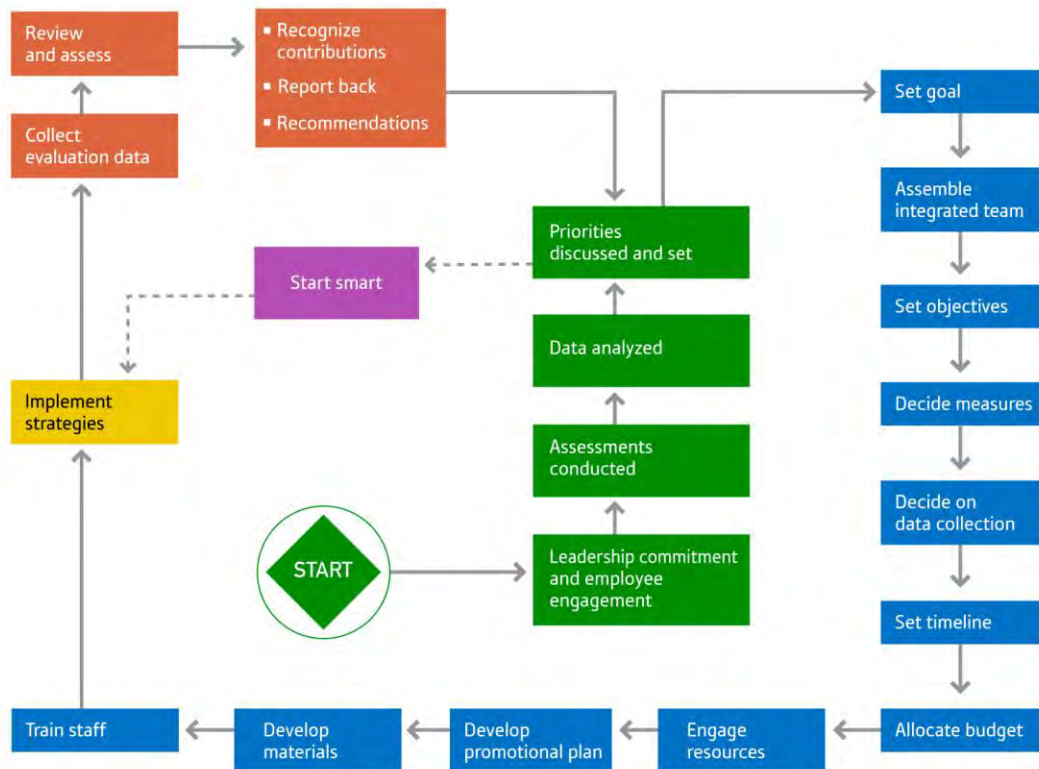 START
Leadership commitment
and employee
engagement
Assessments
conducted
Data analyzed
Priorities
discussed and set
Set goal
Assemble
integrated team
Set objectives
Decide measures
Decide on
data collection
Set timeline
Allocate budget
Engage
resources
Develop
promotional plan
Develop
materials
Train staff
Start smart
Implement
strategies
Collect
evaluation data
Review
and assess
▪ Recognize
contributions
▪ Report back
▪ Recommendations